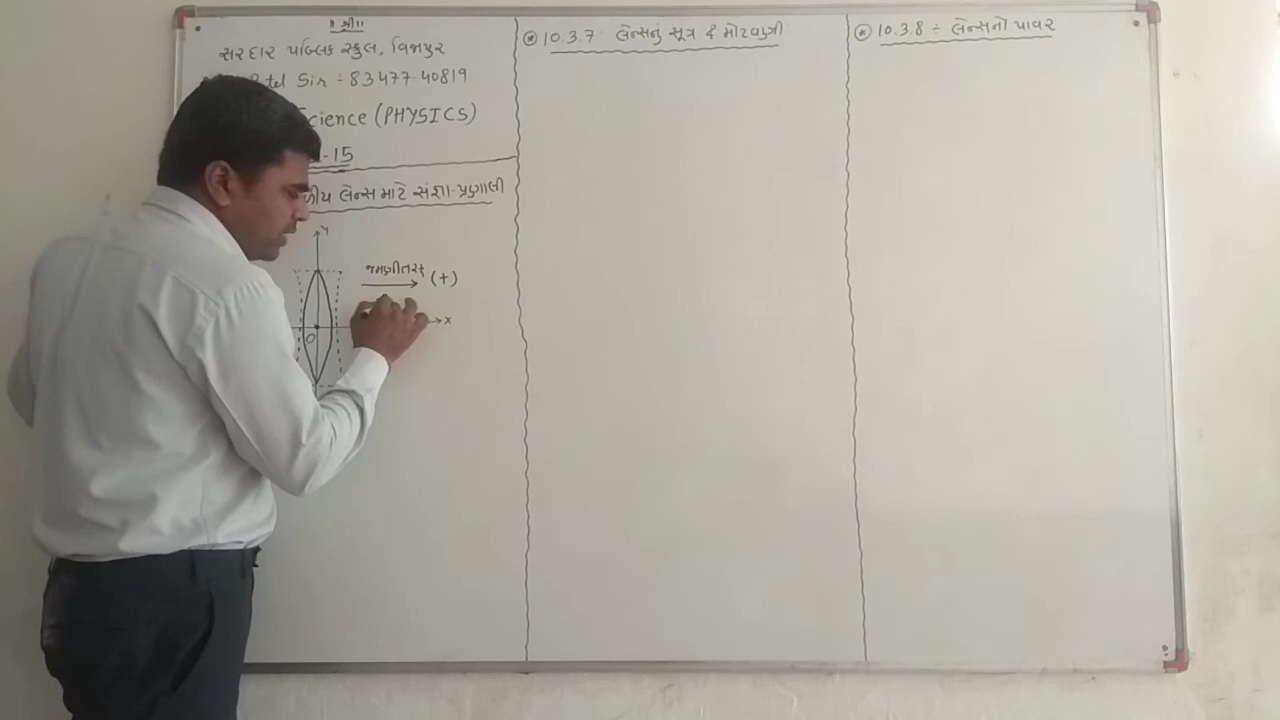 ॥ શ્રી ॥
સરદાર પબ્લિક સ્કુલ, વિજાપુર
Sir ÷ 83477-40819
(PHYSICS)
-15
લેન્સ માટે સંજ્ઞા-પ્રણાલી
Y
જમણીતરફ
(+)
X
O
⊛ 10.3.7 લેન્સનું સૂત્ર & મોટવણી
⊛ 10.3.8 ÷ લેન્સનો પાવર